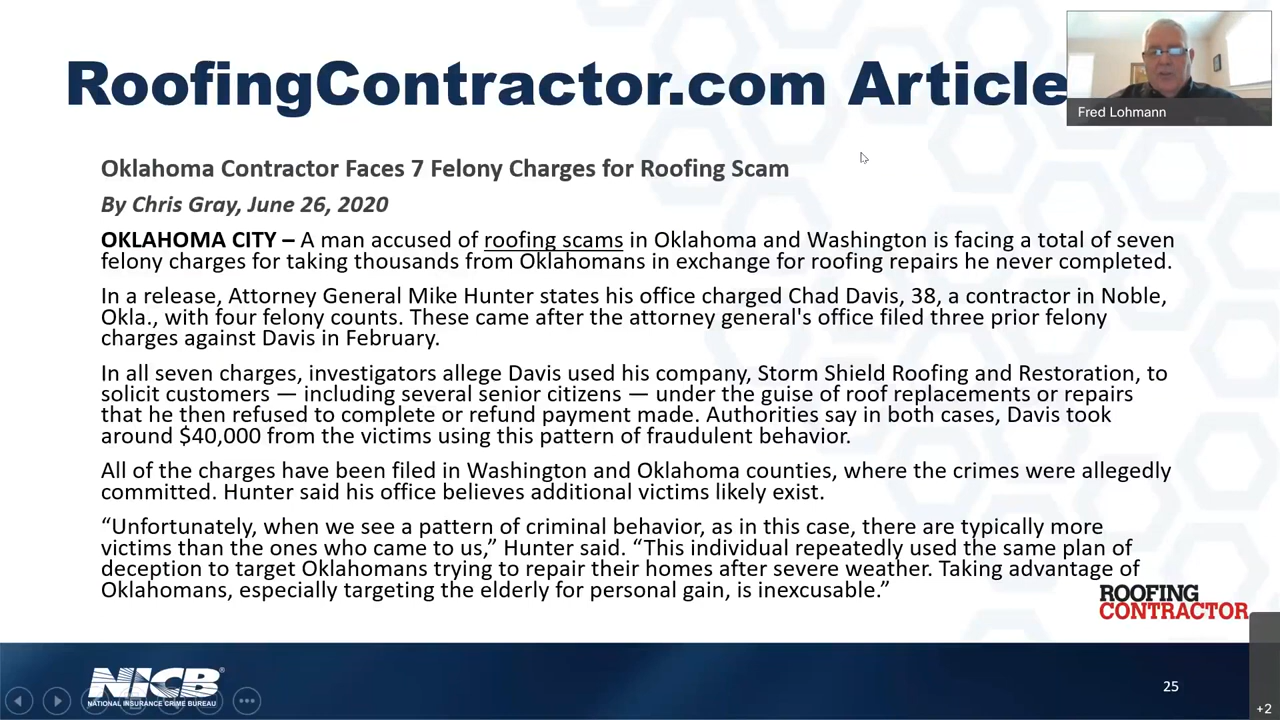 RoofingContractor.com Article
Fred Lohmann
Oklahoma Contractor Faces 7 Felony Charges for Roofing Scam
By Chris Gray, June 26, 2020
OKLAHOMA CITY – A man accused of roofing scams in Oklahoma and Washington is facing a total of seven
felony charges for taking thousands from Oklahomans in exchange for roofing repairs he never completed.
In a release, Attorney General Mike Hunter states his office charged Chad Davis, 38, a contractor in Noble,
Okla., with four felony counts. These came after the attorney general's office filed three prior felony
charges against Davis in February.
In all seven charges, investigators allege Davis used his company, Storm Shield Roofing and Restoration, to
solicit customers — including several senior citizens — under the guise of roof replacements or repairs
that he then refused to complete or refund payment made. Authorities say in both cases, Davis took
around $40,000 from the victims using this pattern of fraudulent behavior.
All of the charges have been filed in Washington and Oklahoma counties, where the crimes were allegedly
committed. Hunter said his office believes additional victims likely exist.
“Unfortunately, when we see a pattern of criminal behavior, as in this case, there are typically more
victims than the ones who came to us,” Hunter said. “This individual repeatedly used the same plan of
deception to target Oklahomans trying to repair their homes after severe weather. Taking advantage of
Oklahomans, especially targeting the elderly for personal gain, is inexcusable.”
ROOFING
CONTRACTOR
NICB®
NATIONAL INSURANCE CRIME BUREAU
25
+2